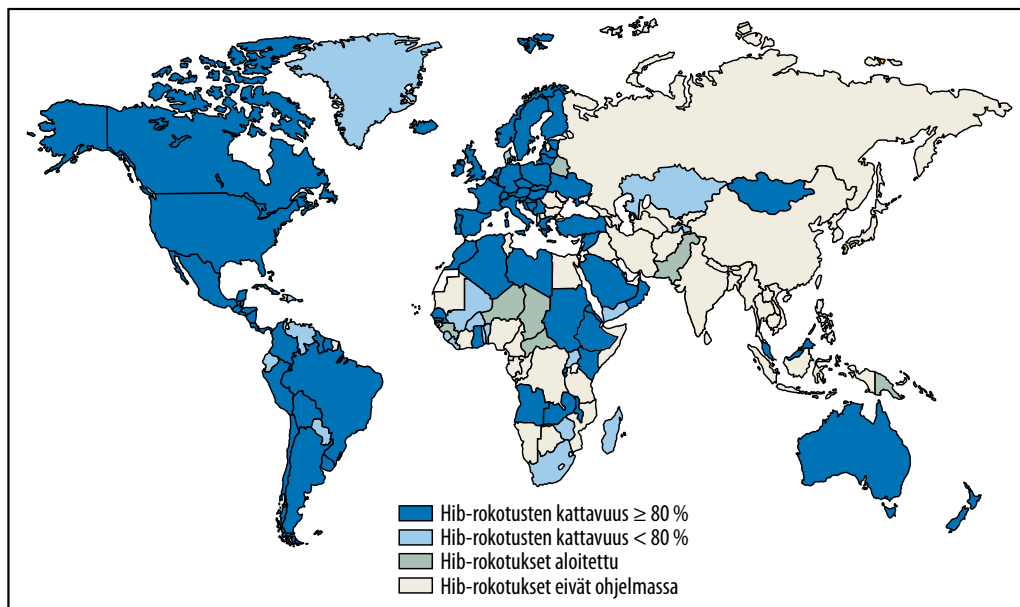 Hib-rokotusten kattavuus ≥ 80 %
Hib-rokotusten kattavuus < 80 %
Hib-rokotukset aloitettu
Hib-rokotukset eivät ohjelmassa